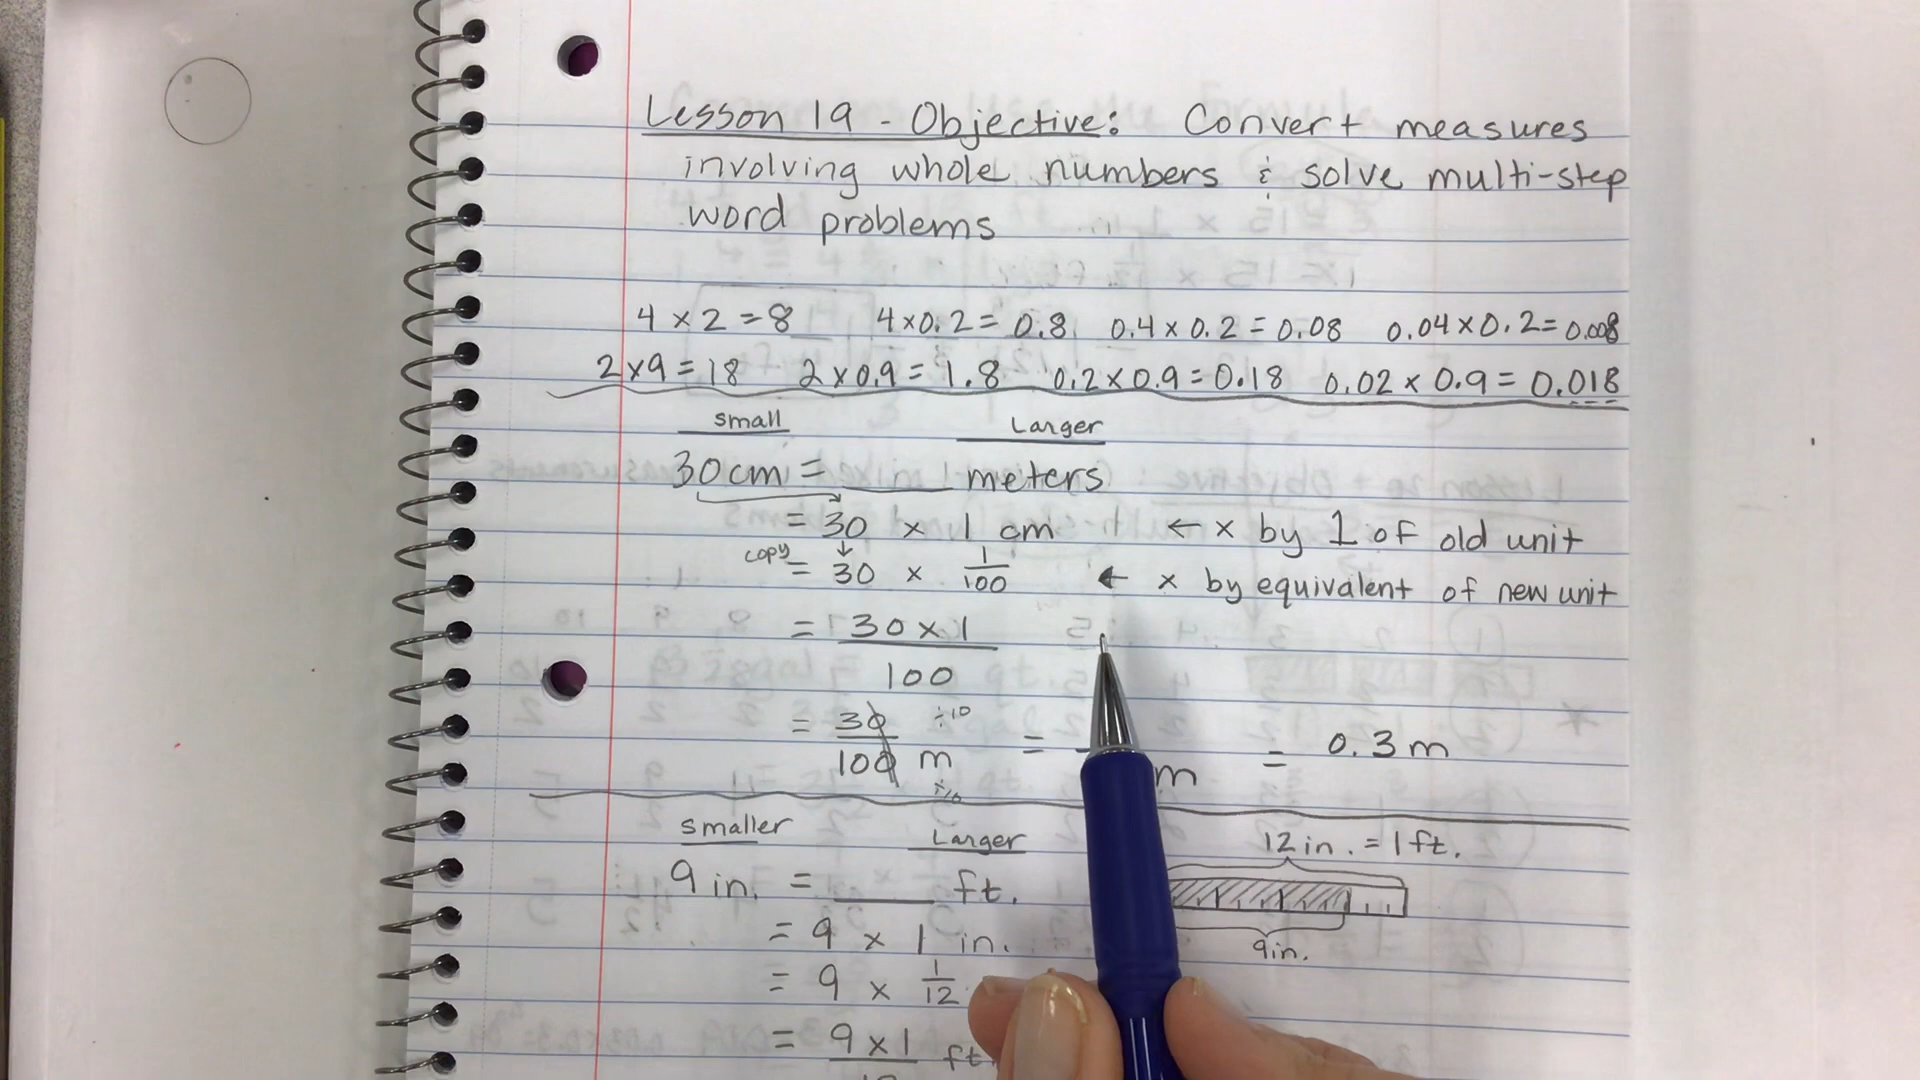 Lesson 19 - Objective: Convert measures
involving whole numbers & solve multi-step
word problems
4 × 2 = 8 4×0.2 = 0.8 0.4 × 0.2 = 0.08 0.04×0.2=0.008
2×9=18 2×0.9=1.8 0.2×0.9=0.18 0.02×0.9=0.018
small Larger
30cm = ____ meters
= 30 × 1 cm ← × by 1 of old unit
copy = 30 × 1/100 ← × by equivalent of new unit
= 30×1
100
= 30/100 m ÷10 ÷10 = m = 0.3 m
smaller Larger 12 in. = 1 ft.
9 in. = ____ ft.
= 9 × 1 in. 9in.
= 9 × 1/12
= 9×1 ft